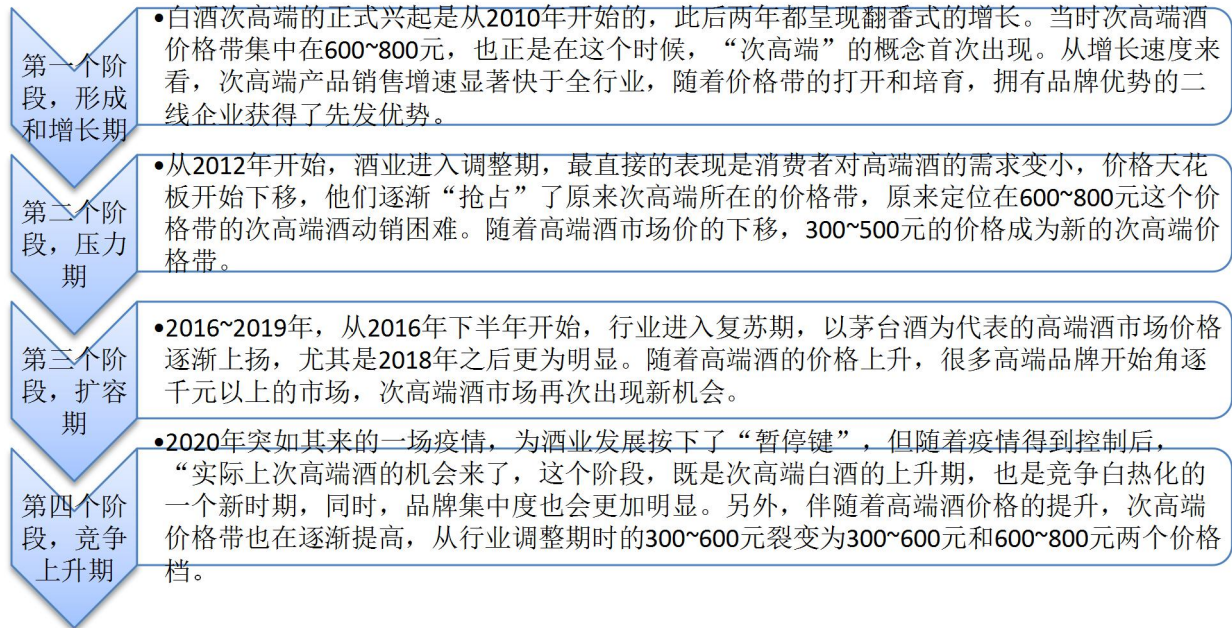 第一个阶
段，形成
和增长期
•白酒次高端的正式兴起是从2010年开始的，此后两年都呈现翻番式的增长。当时次高端酒
价格带集中在600~800元，也正是在这个时候，“次高端”的概念首次出现。从增长速度来
看，次高端产品销售增速显著快于全行业，随着价格带的打开和培育，拥有品牌优势的二
线企业获得了先发优势。
第二个阶
段，压力
期
•从2012年开始，酒业进入调整期，最直接的表现是消费者对高端酒的需求变小，价格天花
板开始下移，他们逐渐“抢占”了原来次高端所在的价格带，原来定位在600~800元这个价
格带的次高端酒动销困难。随着高端酒市场价的下移，300~500元的价格成为新的次高端价
格带。
第三个阶
段，扩容
期
•2016~2019年，从2016年下半年开始，行业进入复苏期，以茅台酒为代表的高端酒市场价格
逐渐上扬，尤其是2018年之后更为明显。随着高端酒的价格上升，很多高端品牌开始角逐
千元以上的市场，次高端酒市场再次出现新机会。
第四个阶
段，竞争
上升期
•2020年突如其来的一场疫情，为酒业发展按下了“暂停键”，但随着疫情得到控制后，
“实际上次高端酒的机会来了，这个阶段，既是次高端白酒的上升期，也是竞争白热化的
一个新时期，同时，品牌集中度也会更加明显。另外，伴随着高端酒价格的提升，次高端
价格带也在逐渐提高，从行业调整期时的300~600元裂变为300~600元和600~800元两个价格
档。